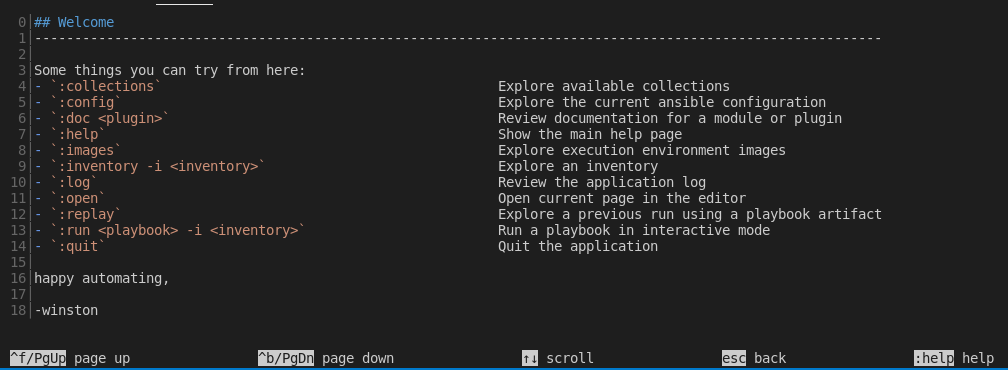 0│## Welcome
1│----------------------------------------------------------------------------------------------------------
2│
3│Some things you can try from here:
4│- `:collections`                                          Explore available collections
5│- `:config`                                               Explore the current ansible configuration
6│- `:doc <plugin>`                                         Review documentation for a module or plugin
7│- `:help`                                                 Show the main help page
8│- `:images`                                               Explore execution environment images
9│- `:inventory -i <inventory>`                             Explore an inventory
10│- `:log`                                                  Review the application log
11│- `:open`                                                 Open current page in the editor
12│- `:replay`                                               Explore a previous run using a playbook artifact
13│- `:run <playbook> -i <inventory>`                        Run a playbook in interactive mode
14│- `:quit`                                                 Quit the application
15│
16│happy automating,
17│
18│-winston
^f/PgUp page up                ^b/PgDn page down                ↑↓ scroll                esc back                :help help